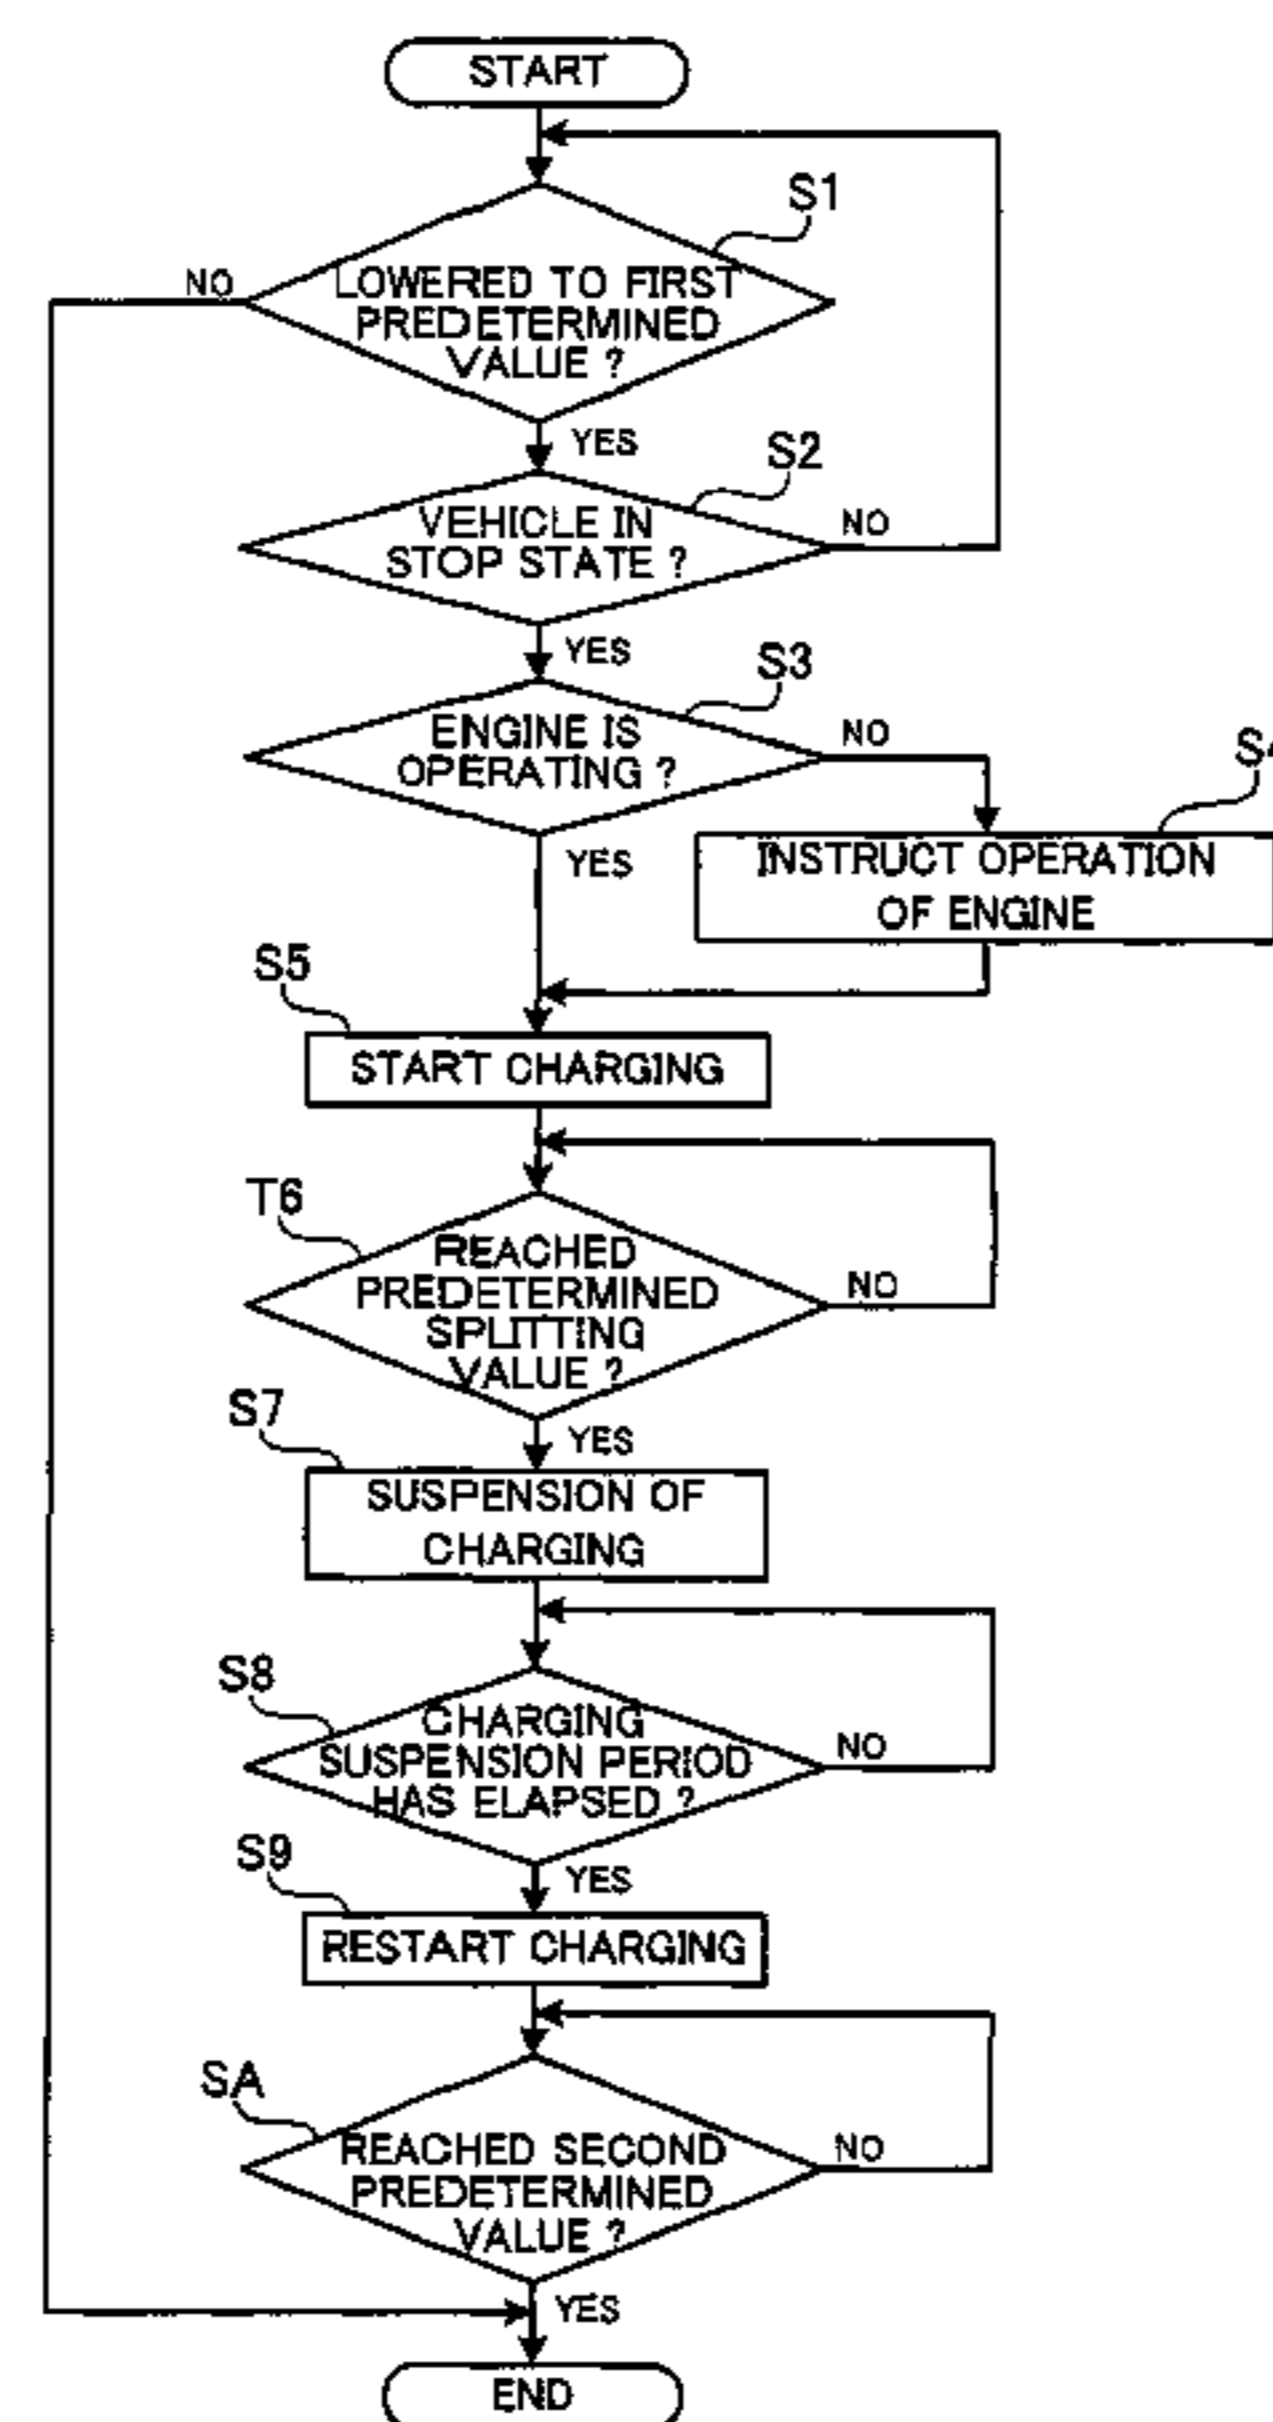 START
S1
NO
LOWERED TO FIRST
PREDETERMINED
VALUE ?
YES
S2
VEHICLE IN
STOP STATE ?
NO
YES
S3
ENGINE IS
OPERATING ?
NO
S4
YES
INSTRUCT OPERATION
OF ENGINE
S5
START CHARGING
T6
REACHED
PREDETERMINED
SPLITTING
VALUE ?
NO
YES
S7
SUSPENSION OF
CHARGING
S8
CHARGING
SUSPENSION PERIOD
HAS ELAPSED ?
NO
YES
S9
RESTART CHARGING
SA
REACHED SECOND
PREDETERMINED
VALUE ?
NO
YES
END